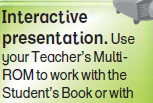 Interactive
presentation. Use
your Teacher's Multi-
ROM to work with the
Student's Book or with